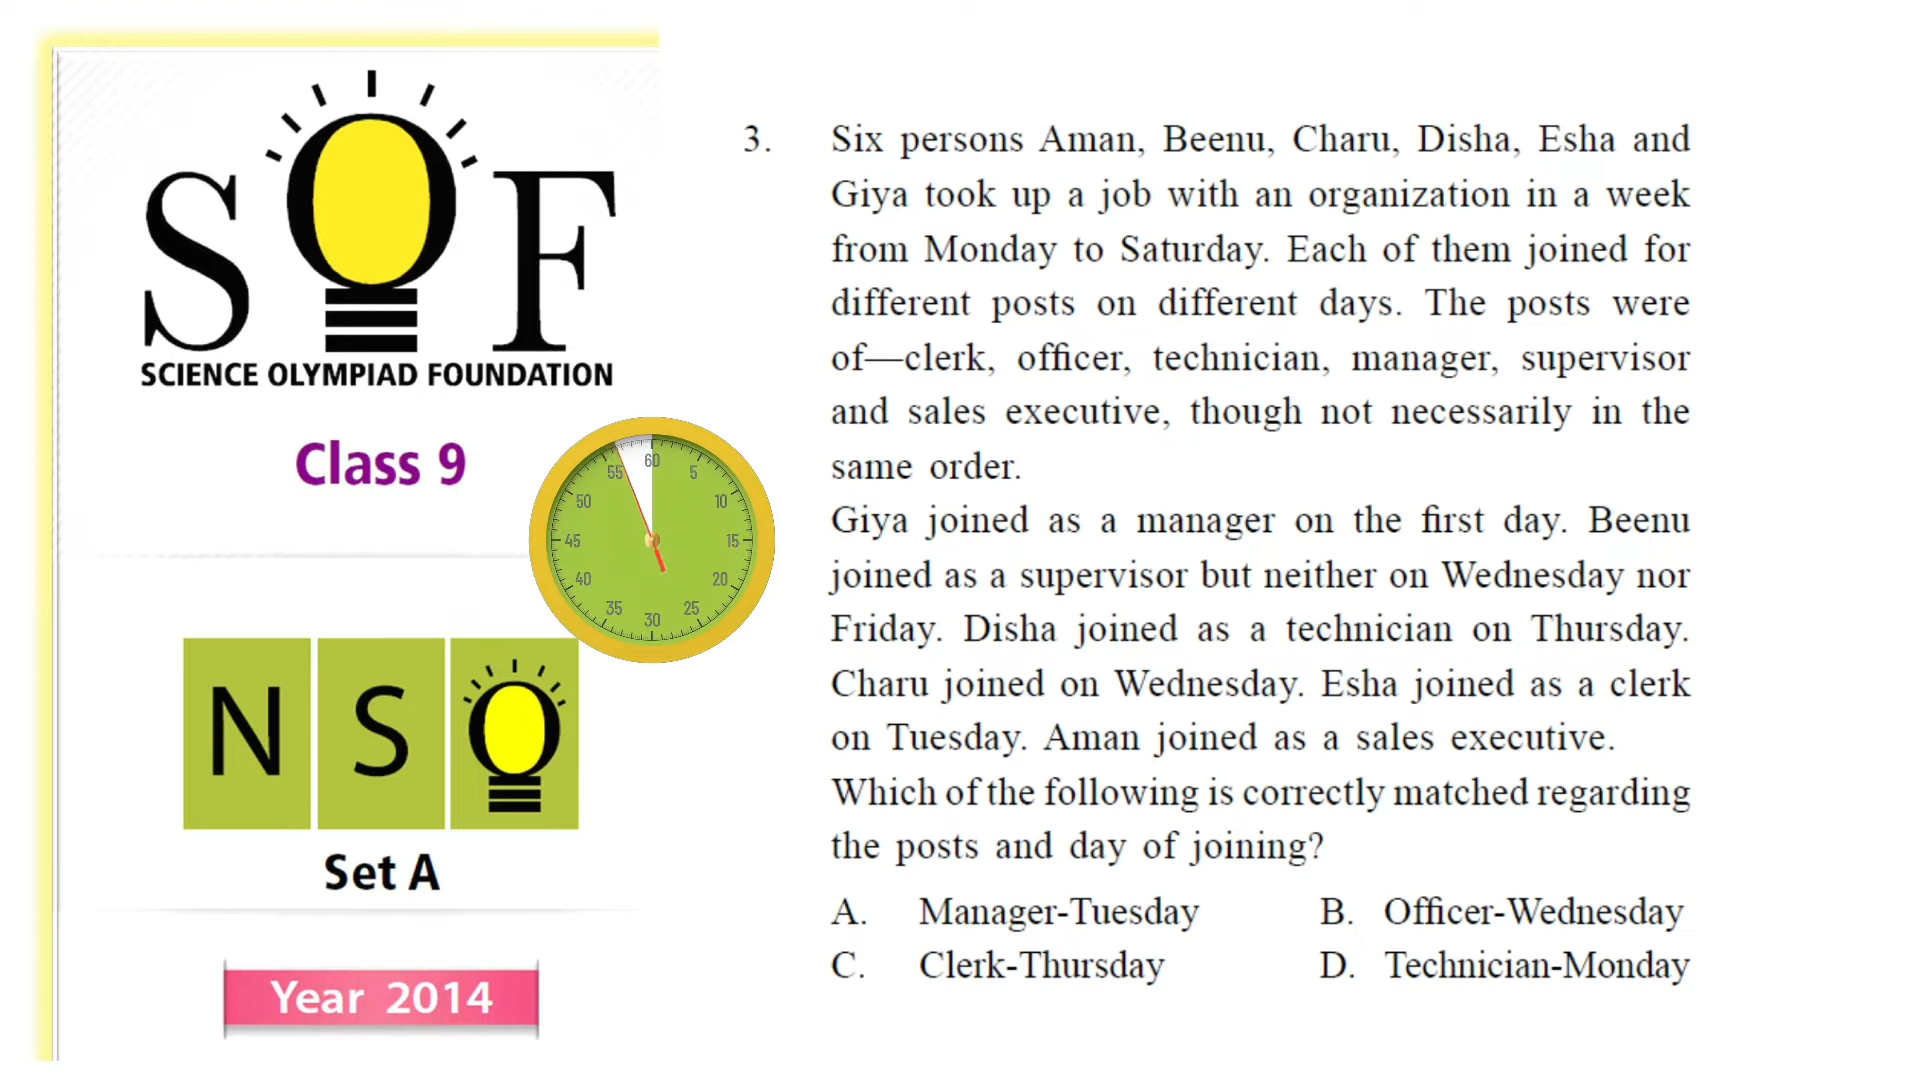 SOF
SCIENCE OLYMPIAD FOUNDATION
Class 9
60
5
10
15
20
25
30
35
40
45
50
55
NSO
Set A
Year 2014
3. Six persons Aman, Beenu, Charu, Disha, Esha and
Giya took up a job with an organization in a week
from Monday to Saturday. Each of them joined for
different posts on different days. The posts were
of—clerk, officer, technician, manager, supervisor
and sales executive, though not necessarily in the
same order.
Giya joined as a manager on the first day. Beenu
joined as a supervisor but neither on Wednesday nor
Friday. Disha joined as a technician on Thursday.
Charu joined on Wednesday. Esha joined as a clerk
on Tuesday. Aman joined as a sales executive.
Which of the following is correctly matched regarding
the posts and day of joining?
A. Manager-Tuesday B. Officer-Wednesday
C. Clerk-Thursday D. Technician-Monday